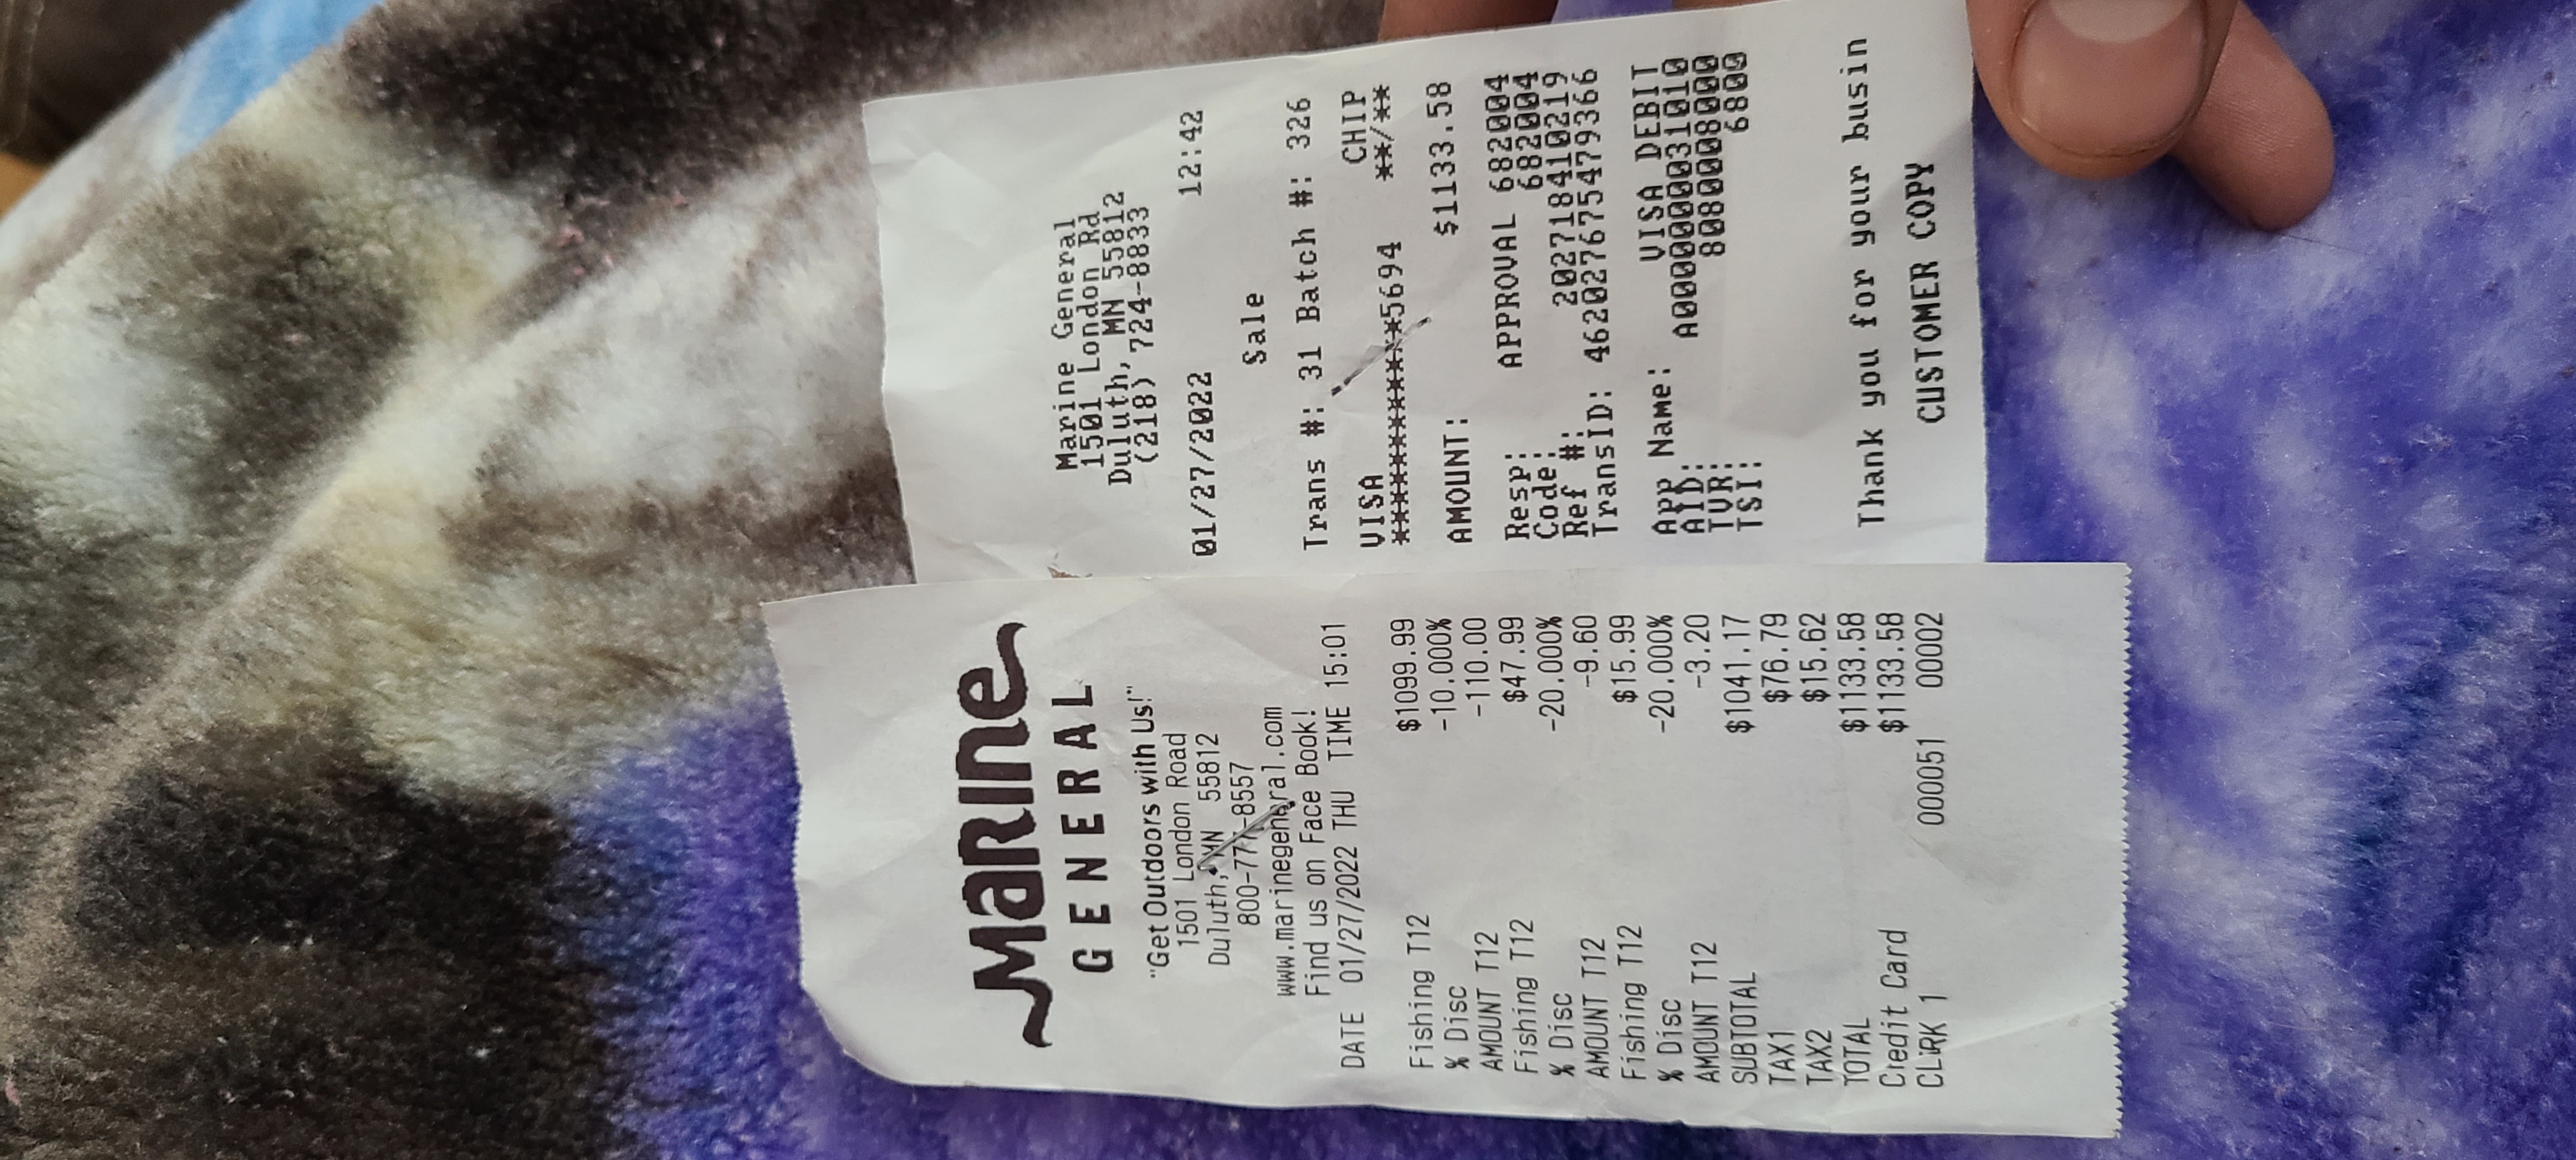 Marine
GENERAL
"Get Outdoors with Us!"
1501 London Road
Duluth, MN 55812
800-777-8557
www.marinegeneral.com
Find us on Face Book!
DATE 01/27/2022 THU TIME 15:01
Fishing T12 $1099.99
% Disc -10.000%
AMOUNT T12 -110.00
Fishing T12 $47.99
% Disc -20.000%
AMOUNT T12 -9.60
Fishing T12 $15.99
% Disc -20.000%
AMOUNT T12 -3.20
SUBTOTAL $1041.17
TAX1 $76.79
TAX2 $15.62
TOTAL $1133.58
Credit Card $1133.58
CLERK 1 000051 00002
Marine General
1501 London Rd
Duluth, MN 55812
(218) 724-8833
01/27/2022 12:42
Sale
Trans #: 31 Batch #: 326
VISA CHIP
************5694 **/**
AMOUNT: $1133.58
Resp: APPROVAL 682004
Code: 682004
Ref #: 202718410219
TransID: 462027675479366
App Name: VISA DEBIT
AID: A0000000031010
TVR: 8080008000
TSI: 6800
Thank you for your busin
CUSTOMER COPY